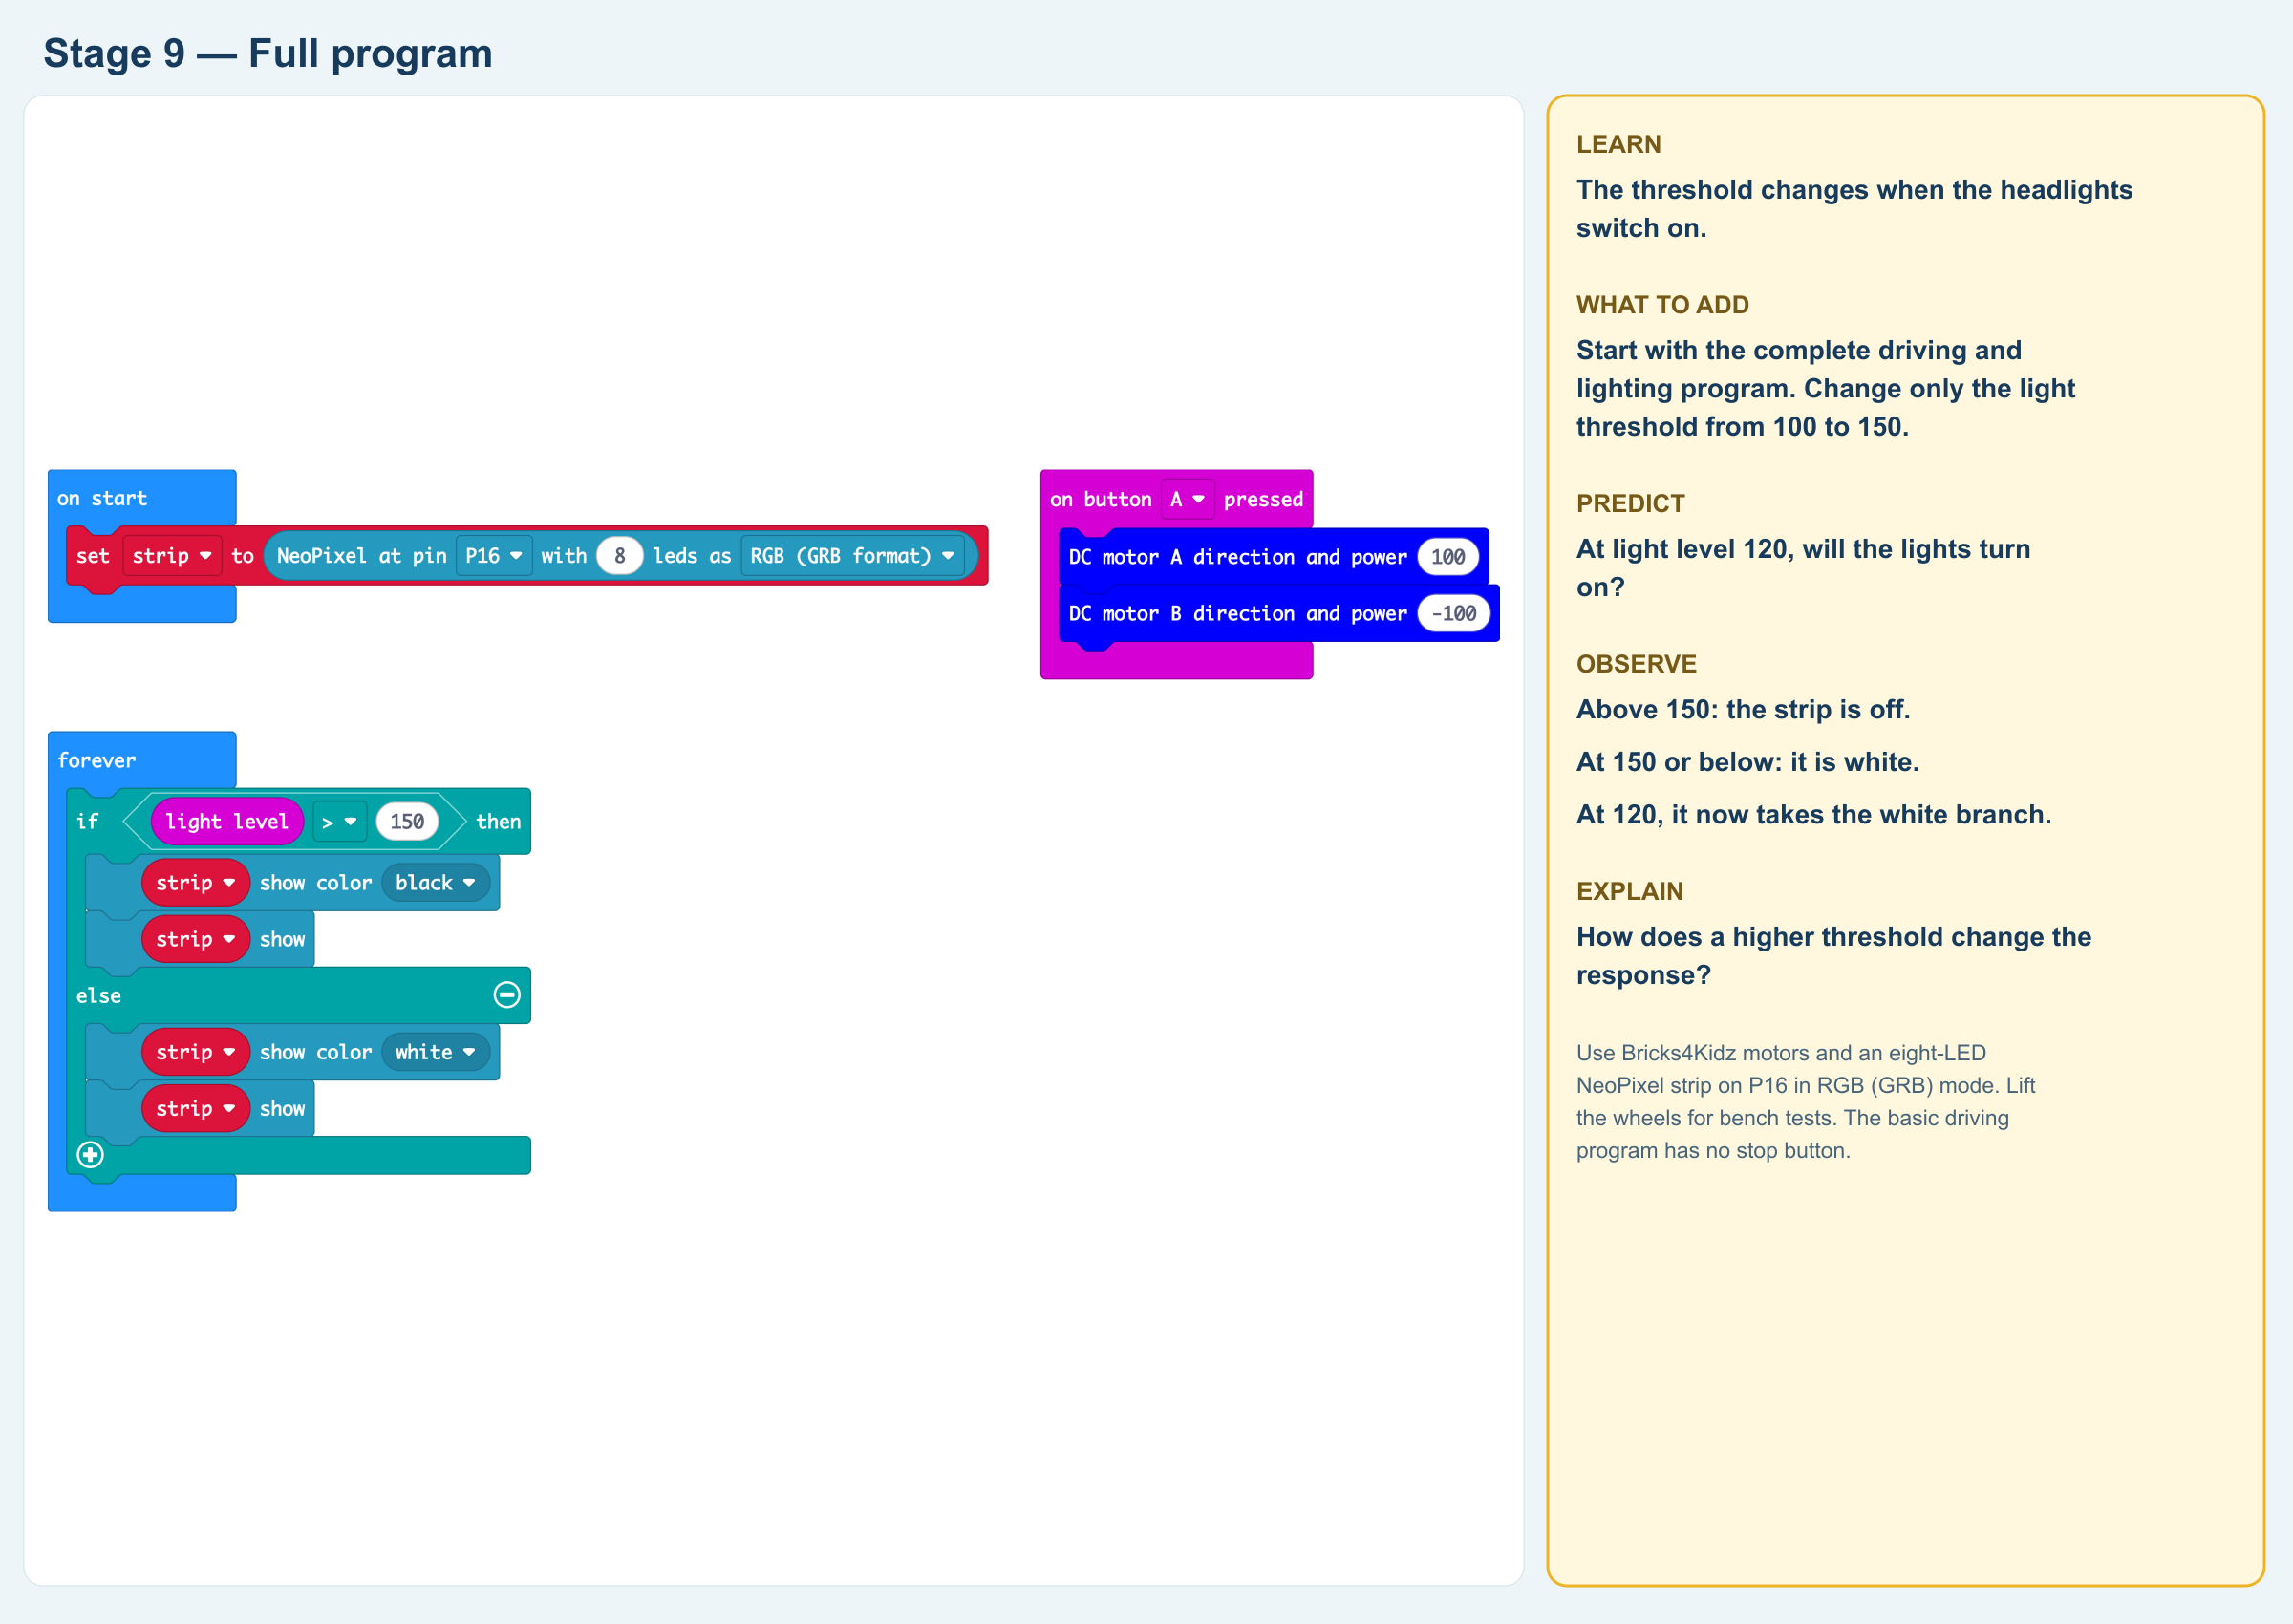 Stage 9 — Full program
on start
set strip to NeoPixel at pin P16 with 8 leds as RGB (GRB format)
on button A pressed
DC motor A direction and power 100
DC motor B direction and power -100
forever
if light level > 150 then
strip show color black
strip show
else
strip show color white
strip show
LEARN
The threshold changes when the headlights
switch on.
WHAT TO ADD
Start with the complete driving and
lighting program. Change only the light
threshold from 100 to 150.
PREDICT
At light level 120, will the lights turn
on?
OBSERVE
Above 150: the strip is off.
At 150 or below: it is white.
At 120, it now takes the white branch.
EXPLAIN
How does a higher threshold change the
response?
Use Bricks4Kidz motors and an eight-LED
NeoPixel strip on P16 in RGB (GRB) mode. Lift
the wheels for bench tests. The basic driving
program has no stop button.